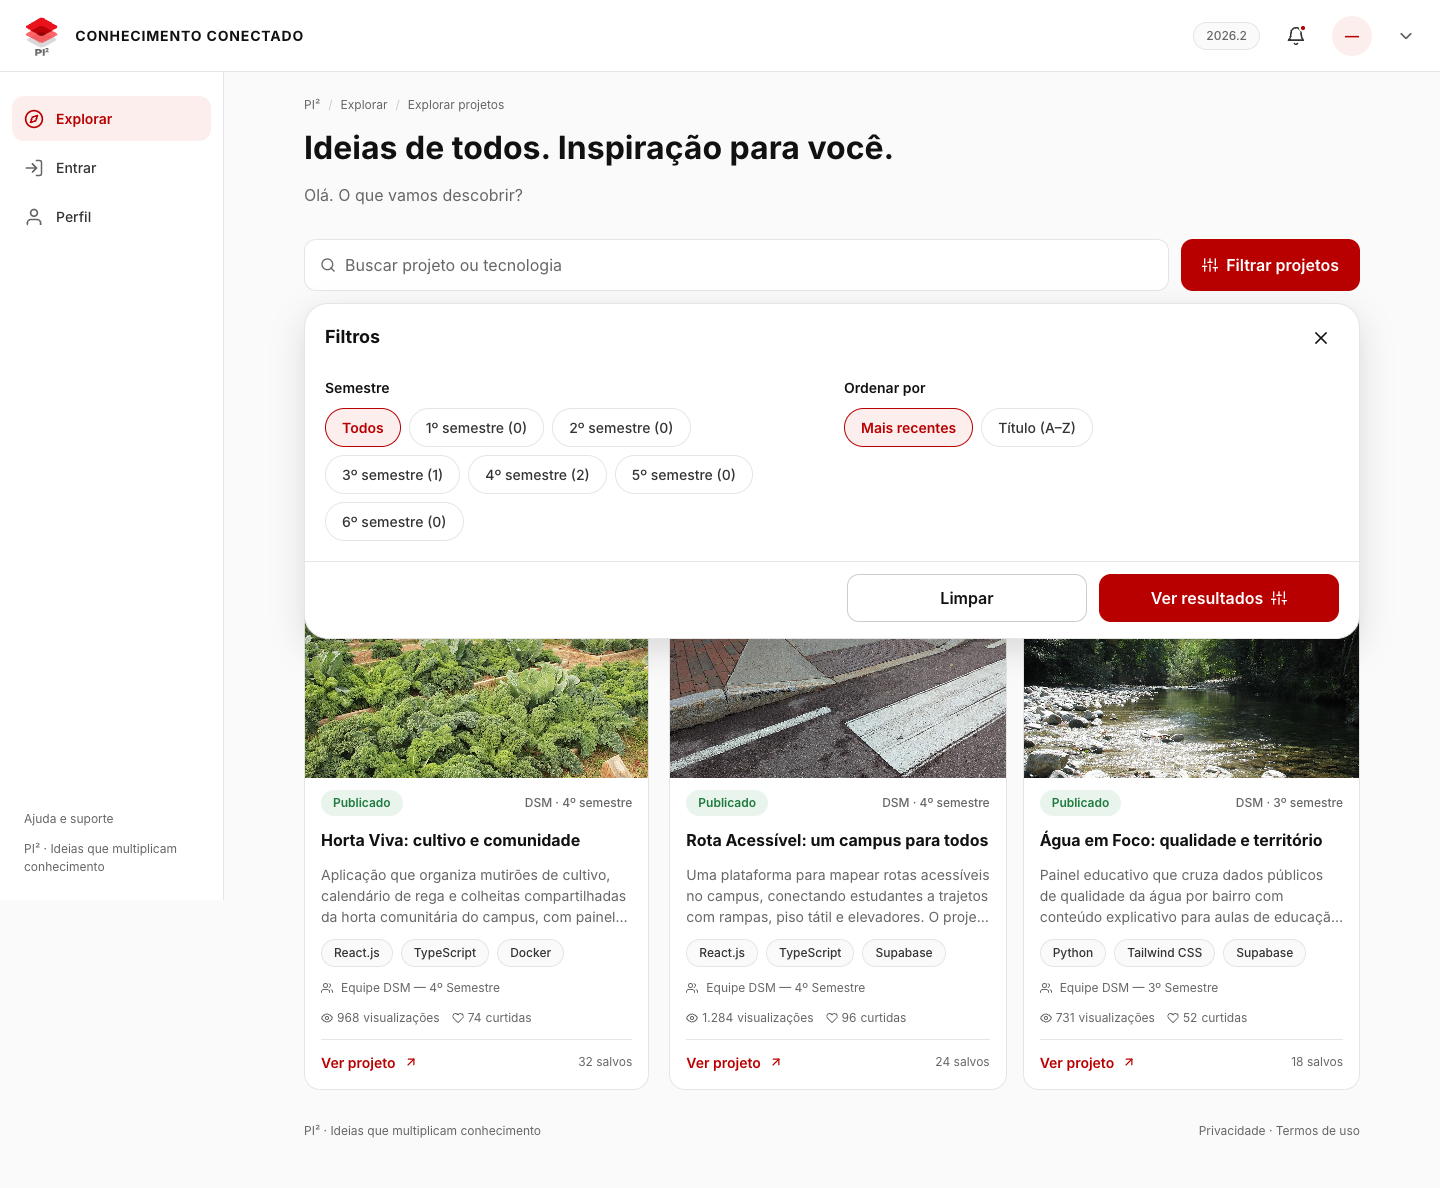 PI²
CONHECIMENTO CONECTADO
2026.2
—
Explorar
Entrar
Perfil
Ajuda e suporte
PI² · Ideias que multiplicam
conhecimento
PI² / Explorar / Explorar projetos
Ideias de todos. Inspiração para você.
Olá. O que vamos descobrir?
Buscar projeto ou tecnologia
Filtrar projetos
Filtros
Semestre
Todos
1º semestre (0)
2º semestre (0)
3º semestre (1)
4º semestre (2)
5º semestre (0)
6º semestre (0)
Ordenar por
Mais recentes
Título (A–Z)
Limpar
Ver resultados
Publicado
DSM · 4º semestre
Horta Viva: cultivo e comunidade
Aplicação que organiza mutirões de cultivo,
calendário de rega e colheitas compartilhadas
da horta comunitária do campus, com painel...
React.js
TypeScript
Docker
Equipe DSM — 4º Semestre
968 visualizações
74 curtidas
Ver projeto
32 salvos
Publicado
DSM · 4º semestre
Rota Acessível: um campus para todos
Uma plataforma para mapear rotas acessíveis
no campus, conectando estudantes a trajetos
com rampas, piso tátil e elevadores. O proje...
React.js
TypeScript
Supabase
Equipe DSM — 4º Semestre
1.284 visualizações
96 curtidas
Ver projeto
24 salvos
Publicado
DSM · 3º semestre
Água em Foco: qualidade e território
Painel educativo que cruza dados públicos
de qualidade da água por bairro com
conteúdo explicativo para aulas de educaçã...
Python
Tailwind CSS
Supabase
Equipe DSM — 3º Semestre
731 visualizações
52 curtidas
Ver projeto
18 salvos
PI² · Ideias que multiplicam conhecimento
Privacidade · Termos de uso